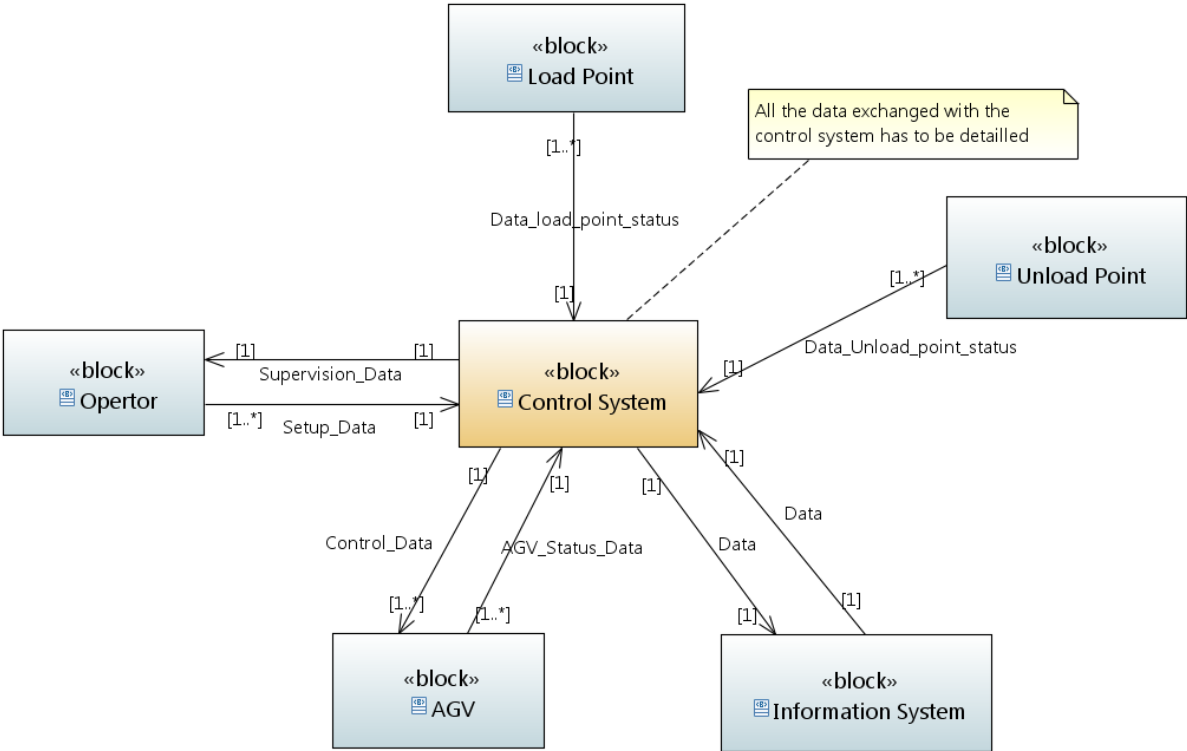 «block»
Load Point
All the data exchanged with the
control system has to be detailled
[1..*]
Data_load_point_status
«block»
Unload Point
[1..*]
[1]
Data_Unload_point_status
[1]
«block»
Opertor
[1]
[1]
Supervision_Data
[1..*]
[1]
Setup_Data
«block»
Control System
[1]
[1]
[1]
[1]
Control_Data
AGV_Status_Data
Data
Data
[1..*]
[1..*]
[1]
[1]
«block»
AGV
«block»
Information System